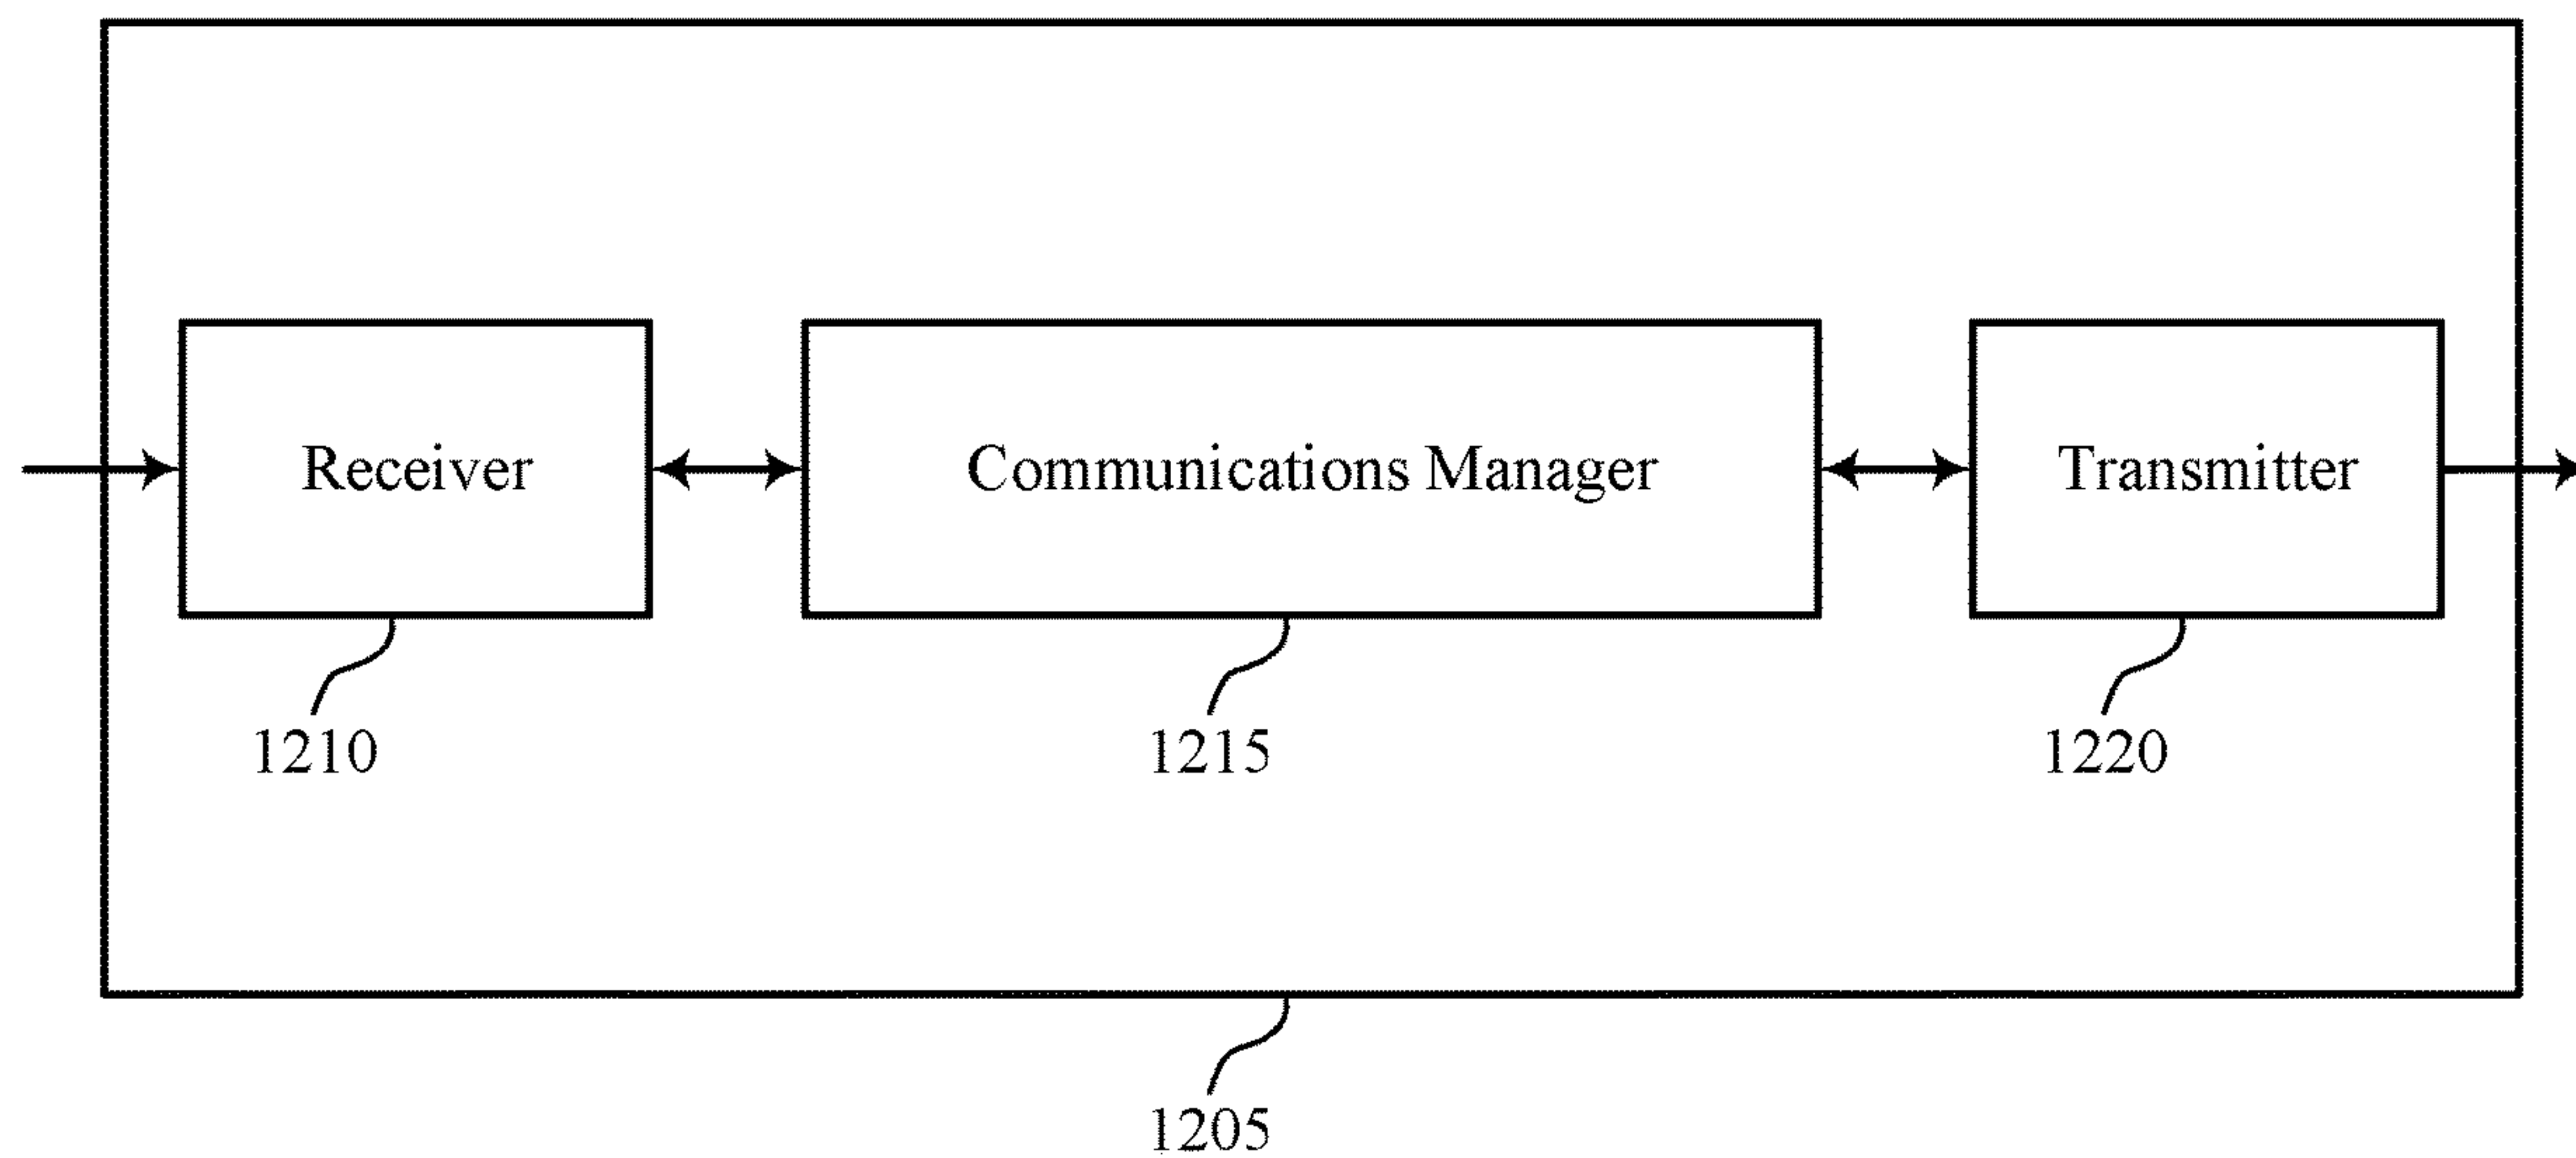 Receiver
Communications Manager
Transmitter
1210
1215
1220
1205